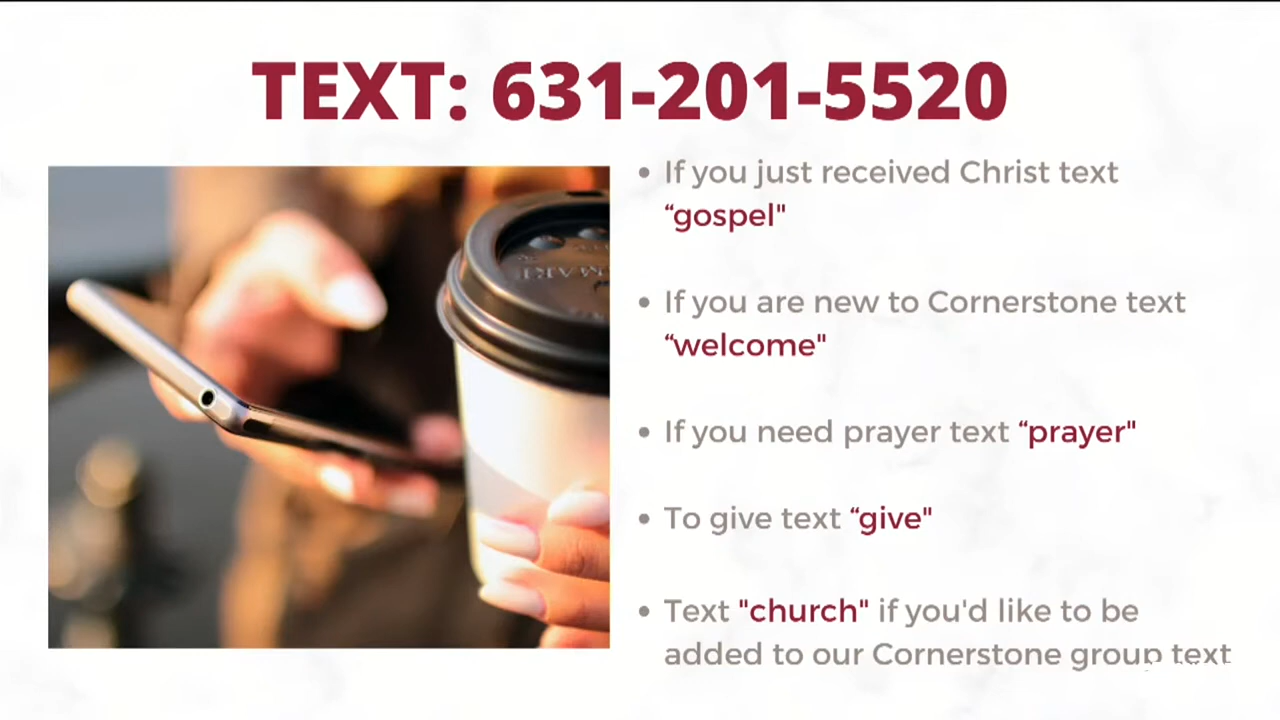 TEXT: 631-201-5520
• If you just received Christ text
“gospel"
• If you are new to Cornerstone text
“welcome"
• If you need prayer text “prayer"
• To give text “give"
• Text "church" if you'd like to be
added to our Cornerstone group text